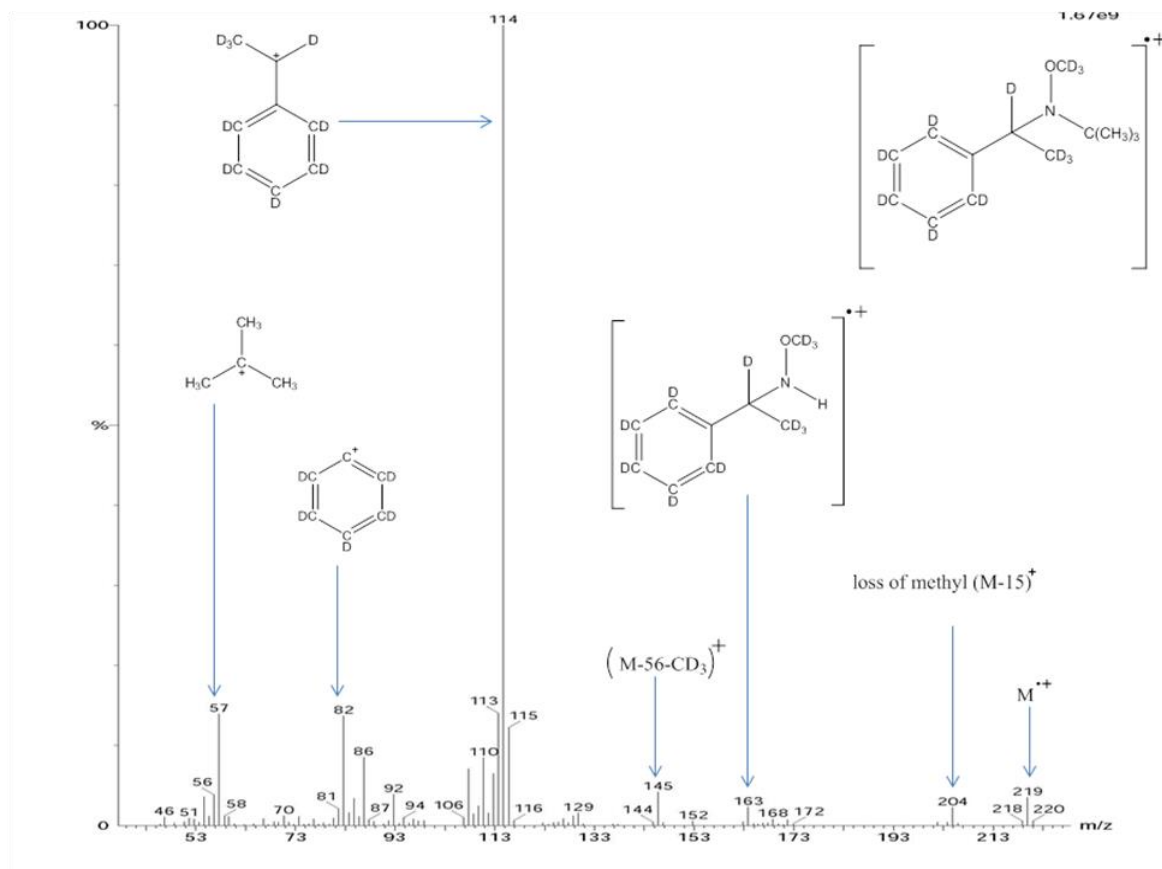 100
114
1.67e9
D₃C
D
+
DC
CD
DC
CD
C
D
•+
OCD₃
D
N
C(CH₃)₃
D
C
CD₃
DC
DC
CD
C
D
CH₃
C
+
H₃C
CH₃
•+
OCD₃
D
N
H
D
C
CD₃
DC
DC
CD
C
D
%
C⁺
DC
CD
DC
CD
C
D
loss of methyl (M-15)⁺
(M-56-CD₃)⁺
M•⁺
57
82
113
115
86
110
56
92
145
219
46
51
58
70
81
87
94
106
116
129
144
152
163
168
172
204
218
220
0
53
73
93
113
133
153
173
193
213
m/z